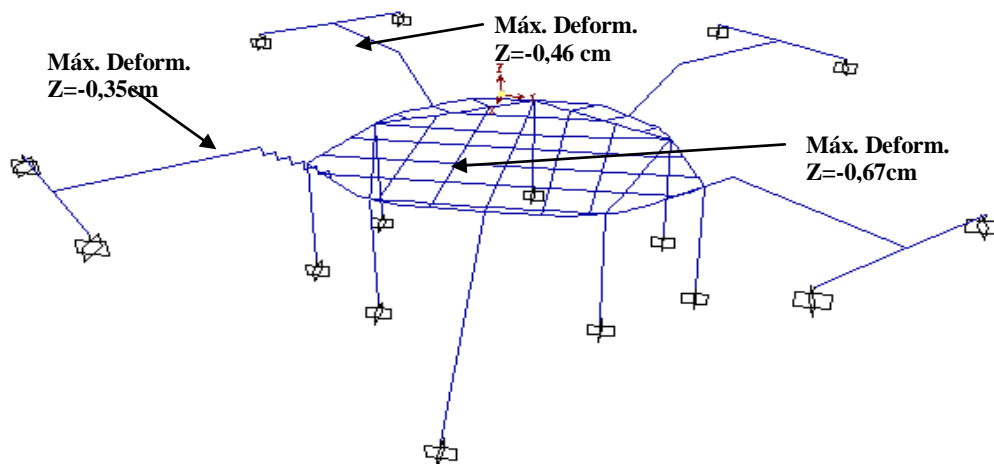 Máx. Deform.
Z=-0,46 cm
Máx. Deform.
Z=-0,35cm
Máx. Deform.
Z=-0,67cm